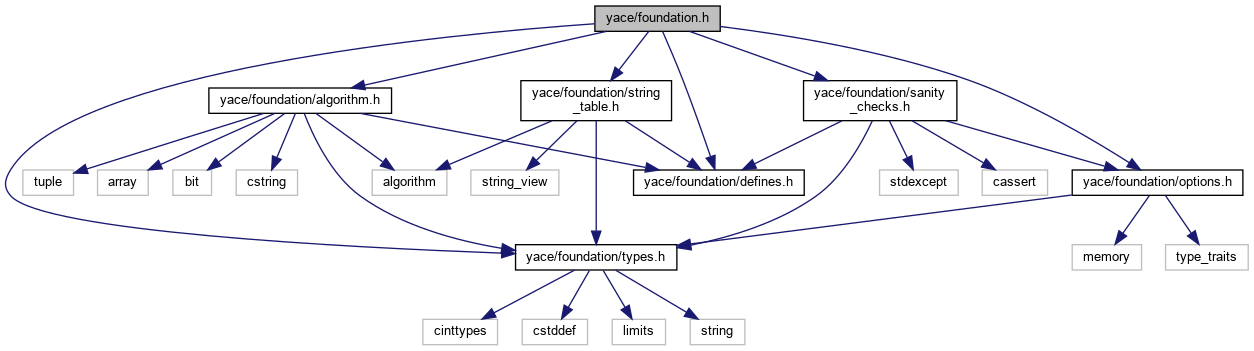 yace/foundation.h
yace/foundation/algorithm.h
yace/foundation/string
_table.h
yace/foundation/sanity
_checks.h
tuple
array
bit
cstring
algorithm
string_view
yace/foundation/defines.h
stdexcept
cassert
yace/foundation/options.h
yace/foundation/types.h
memory
type_traits
cinttypes
cstddef
limits
string